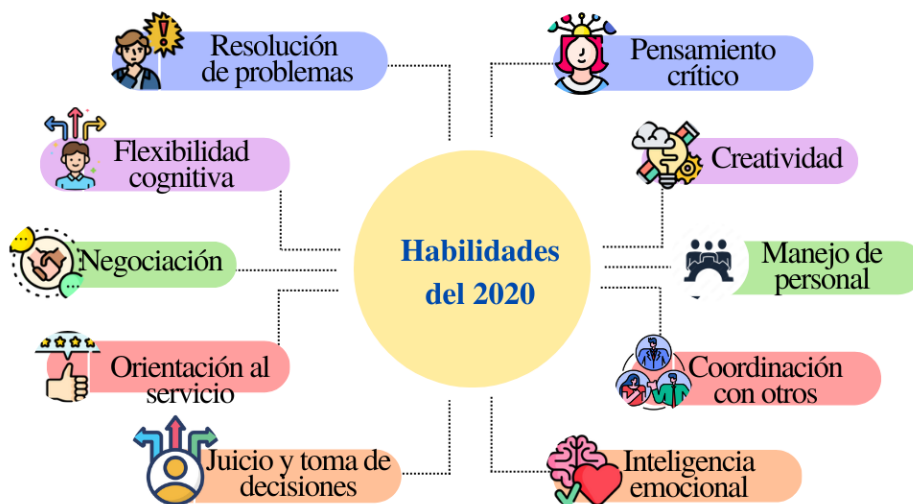 Resolución
de problemas
Pensamiento
crítico
Flexibilidad
cognitiva
Creatividad
Negociación
Habilidades
del 2020
Manejo de
personal
Orientación al
servicio
Coordinación
con otros
Juicio y toma de
decisiones
Inteligencia
emocional